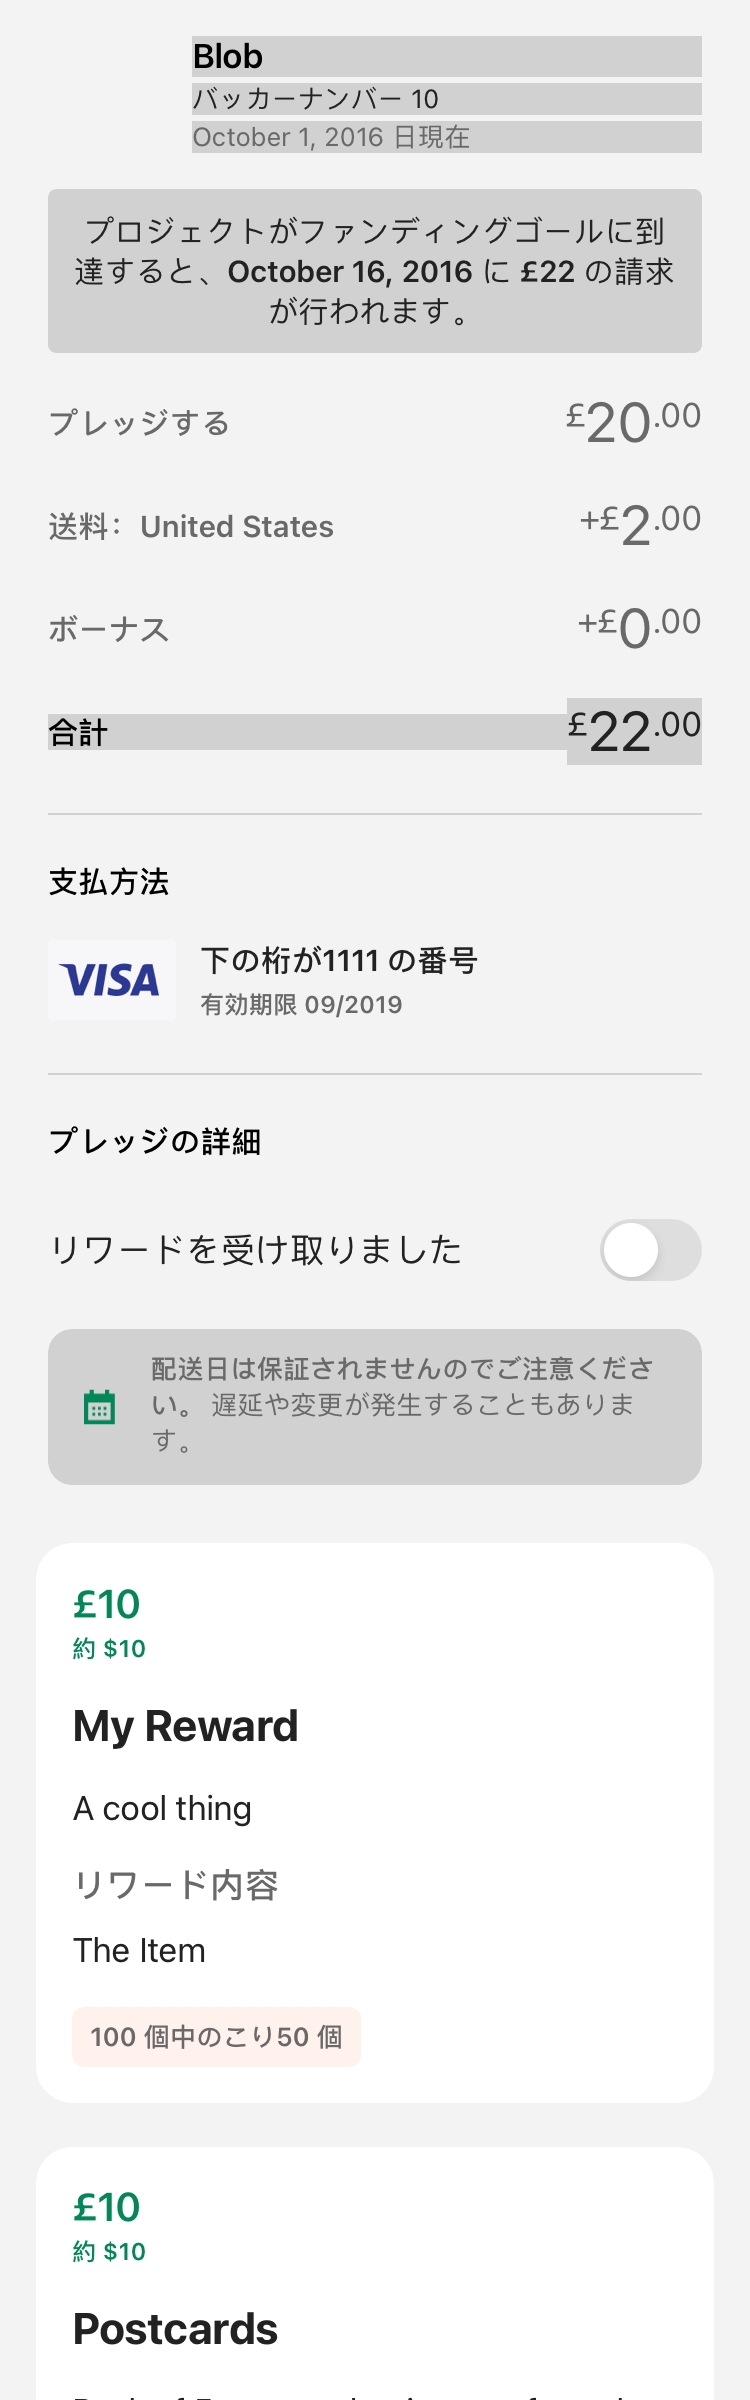 Blob
バッカーナンバー 10
October 1, 2016 日現在
プロジェクトがファンディングゴールに到
達すると、October 16, 2016 に £22 の請求
が行われます。
プレッジする £20.00
送料： United States +£2.00
ボーナス +£0.00
合計 £22.00
支払方法
VISA
下の桁が1111 の番号
有効期限 09/2019
プレッジの詳細
リワードを受け取りました
配送日は保証されませんのでご注意くださ
い。 遅延や変更が発生することもありま
す。
£10
約 $10
My Reward
A cool thing
リワード内容
The Item
100 個中のこり50 個
£10
約 $10
Postcards